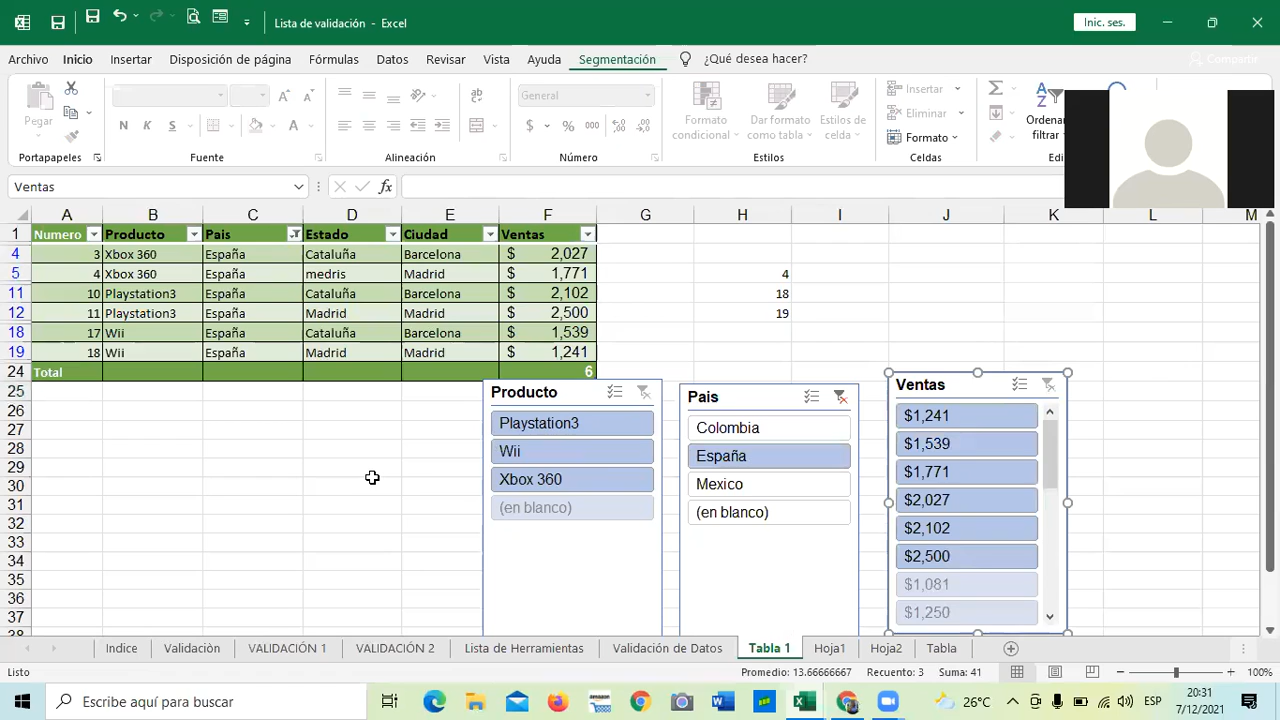 Lista de validación • - Excel
Inic. ses.
Archivo Inicio Insertar Disposición de página Fórmulas Datos Revisar Vista Ayuda Segmentación ¿Qué desea hacer? Compartir
Pegar
N K S
A
General
$ % 000
Formato condicional
Dar formato como tabla
Estilos de celda
Insertar
Eliminar
Formato
Ordenar
filtrar
Portapapeles Fuente Alineación Número Estilos Celdas
Ventas fx
A B C D E F G H I J K L M
1 Numero Producto Pais Estado Ciudad Ventas
4 3 Xbox 360 España Cataluña Barcelona $ 2,027
5 4 Xbox 360 España medris Madrid $ 1,771 4
11 10 Playstation3 España Cataluña Barcelona $ 2,102 18
12 11 Playstation3 España Madrid Madrid $ 2,500 19
18 17 Wii España Cataluña Barcelona $ 1,539
19 18 Wii España Madrid Madrid $ 1,241
24 Total 6
25
26
27
28
29
30
31
32
33
34
35
36
37
38
Producto
Playstation3
Wii
Xbox 360
(en blanco)
Pais
Colombia
España
Mexico
(en blanco)
Ventas
$1,241
$1,539
$1,771
$2,027
$2,102
$2,500
$1,081
$1,250
Indice Validación VALIDACIÓN 1 VALIDACIÓN 2 Lista de Herramientas Validación de Datos Tabla 1 Hoja1 Hoja2 Tabla
Listo Promedio: 13.66666667 Recuento: 3 Suma: 41 100%
Escribe aquí para buscar 26°C ESP 20:31
7/12/2021